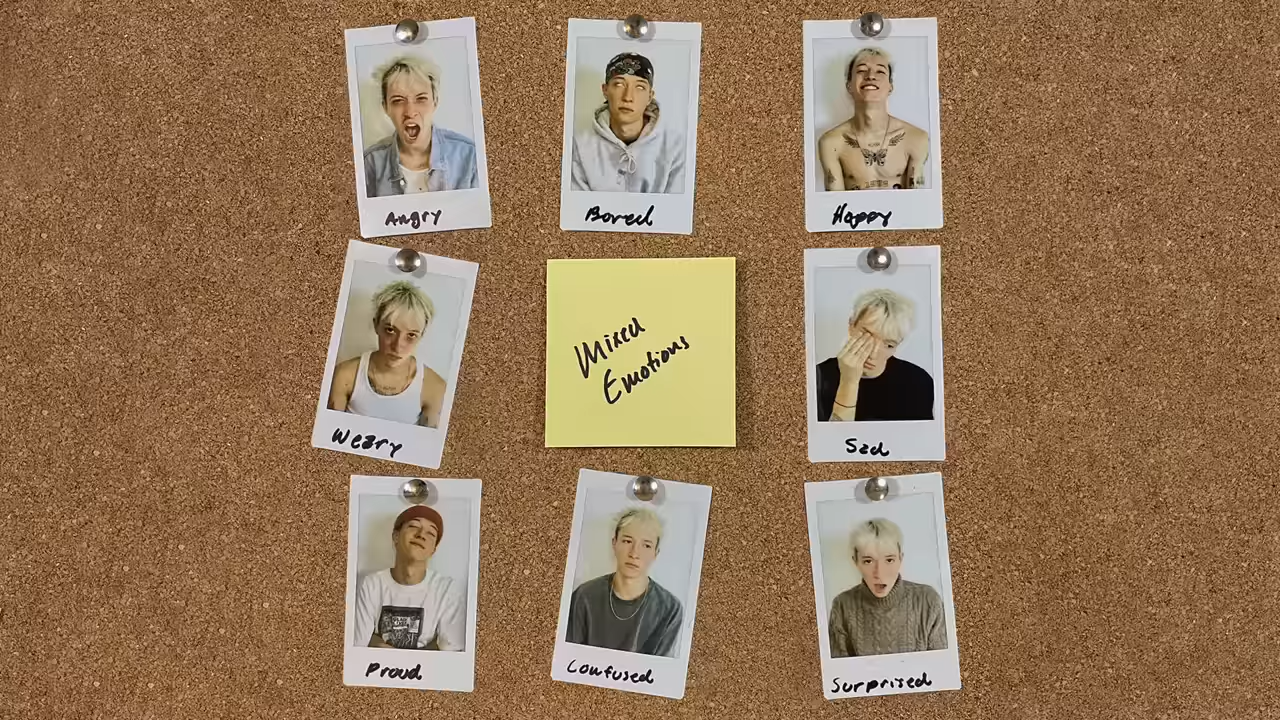 Angry
Bored
Happy
Weary
Mixed
Emotions
Sad
Proud
Confused
Surprised